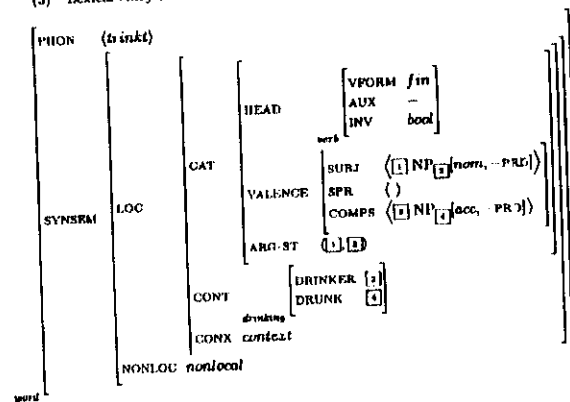 PHON ⟨trinkt⟩
VFORM fin
HEAD AUX −
INV bool
verb
CAT SUBJ ⟨[1] NP[2][nom, −PRD]⟩
VALENCE SPR ⟨ ⟩
SYNSEM LOC COMPS ⟨[3] NP[4][acc, −PRD]⟩
ARG-ST ⟨[1],[3]⟩
DRINKER [2]
CONT DRUNK [4]
drinking
CONX context
NONLOC nonlocal
word